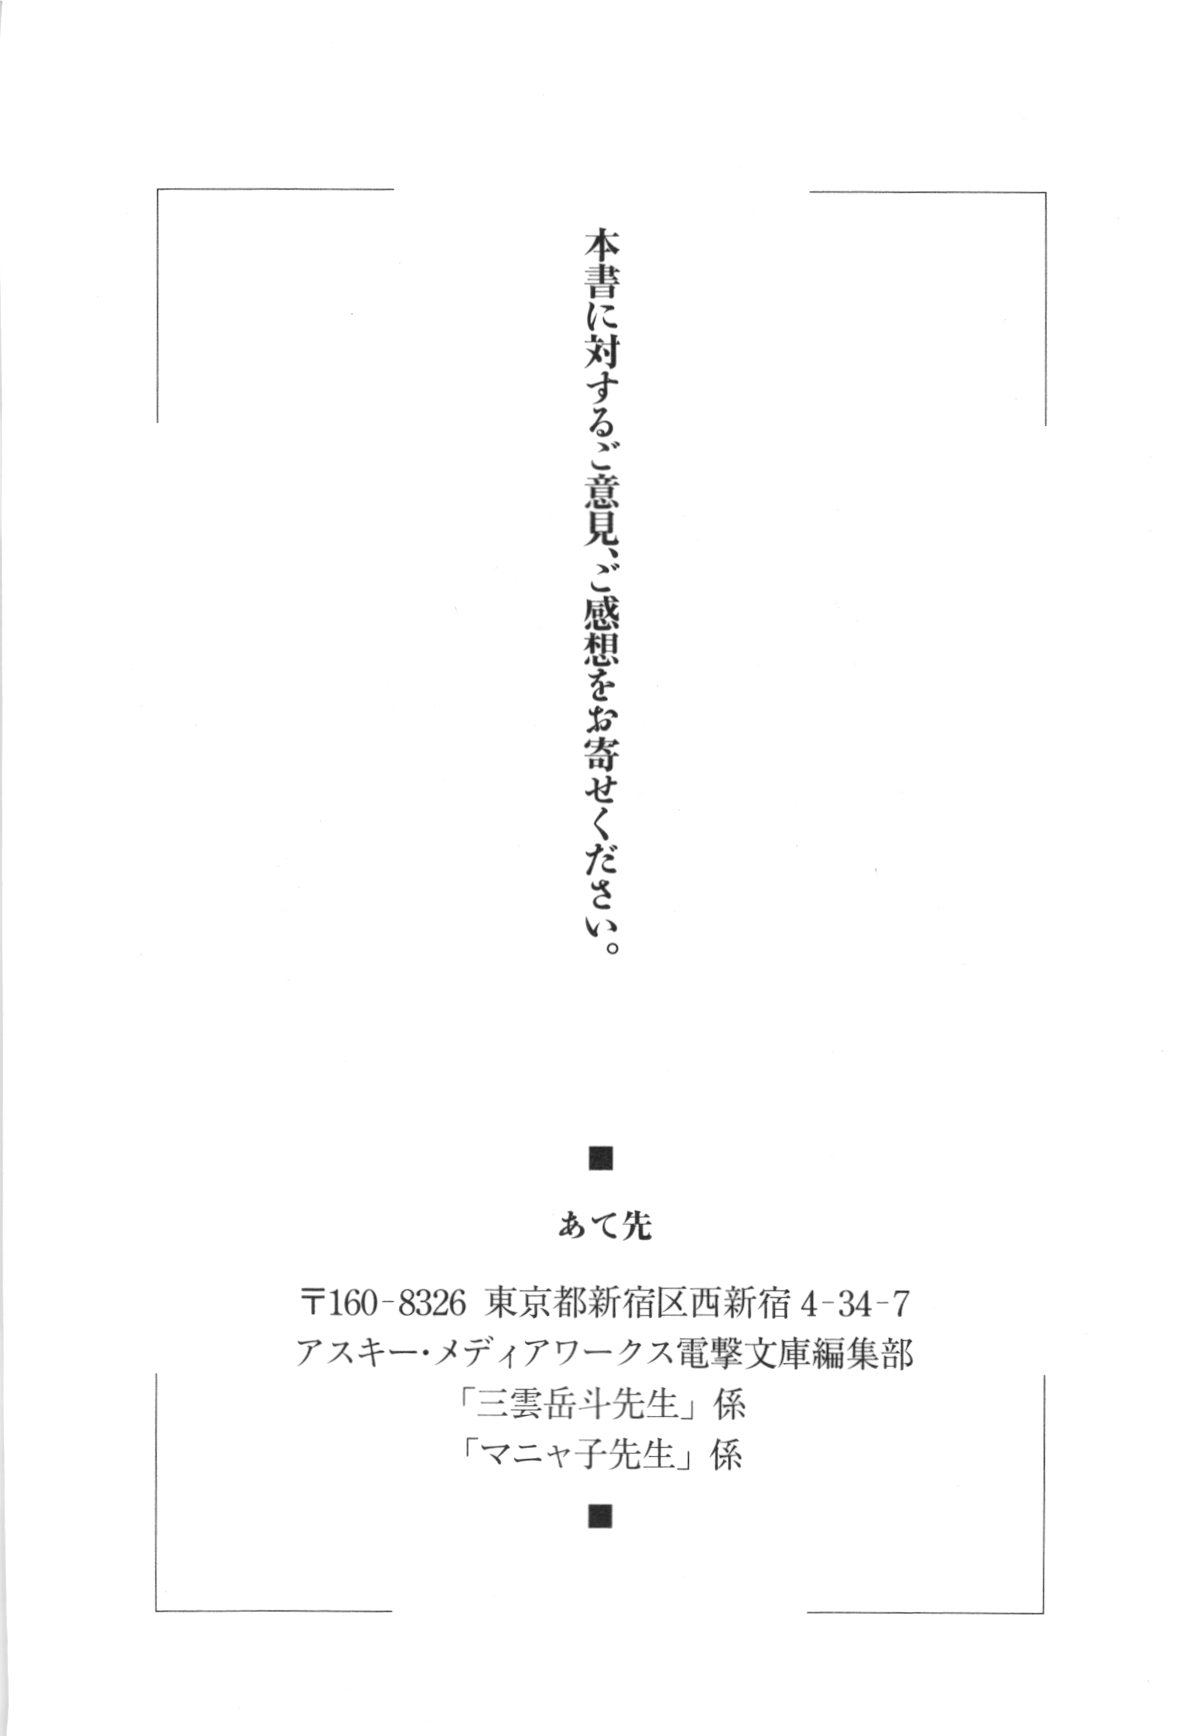 本書に対するご意見、ご感想をお寄せください。
■
あて先
〒160-8326 東京都新宿区西新宿4-34-7
アスキー・メディアワークス電撃文庫編集部
「三雲岳斗先生」係
「マニャ子先生」係
■